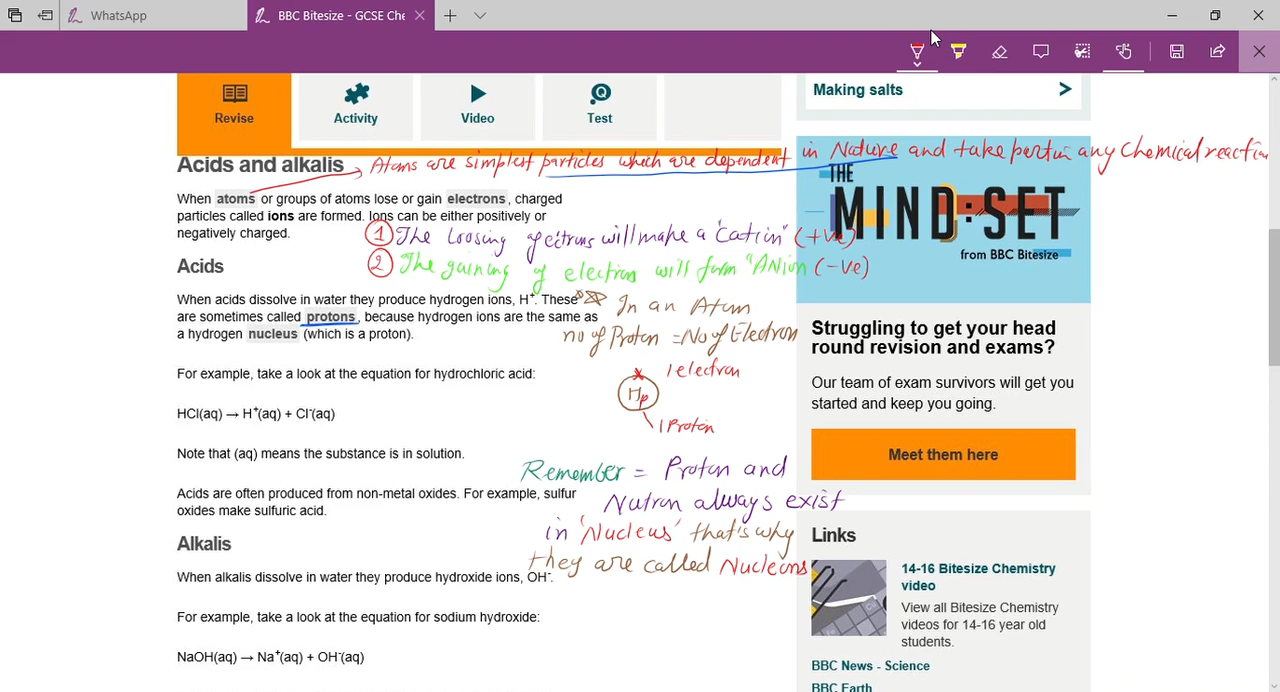 WhatsApp
BBC Bitesize - GCSE Che
Revise
Activity
Video
Test
Making salts
Acids and alkalis
Atoms are simplest particles which are dependent in Nature and take part in any Chemical reaction
When atoms or groups of atoms lose or gain electrons, charged
particles called ions are formed. Ions can be either positively or
negatively charged.
1 The loosing of ectrons will make a "Cation" (+ve)
2 The gaining of electron will form "ANion (-ve)
Acids
When acids dissolve in water they produce hydrogen ions, H+. These
are sometimes called protons, because hydrogen ions are the same as
a hydrogen nucleus (which is a proton).
In an Atom
no of Proton = No of Electron
1 electron
H p
1 Proton
For example, take a look at the equation for hydrochloric acid:
HCl(aq) → H+(aq) + Cl-(aq)
Note that (aq) means the substance is in solution.
Acids are often produced from non-metal oxides. For example, sulfur
oxides make sulfuric acid.
Remember = Proton and
Nutron always exist
in 'Nucleus' that's why
they are called Nucleons
Alkalis
When alkalis dissolve in water they produce hydroxide ions, OH-.
For example, take a look at the equation for sodium hydroxide:
NaOH(aq) → Na+(aq) + OH-(aq)
THE
MIND·SET
from BBC Bitesize
Struggling to get your head
round revision and exams?
Our team of exam survivors will get you
started and keep you going.
Meet them here
Links
14-16 Bitesize Chemistry
video
View all Bitesize Chemistry
videos for 14-16 year old
students.
BBC News - Science
BBC Earth